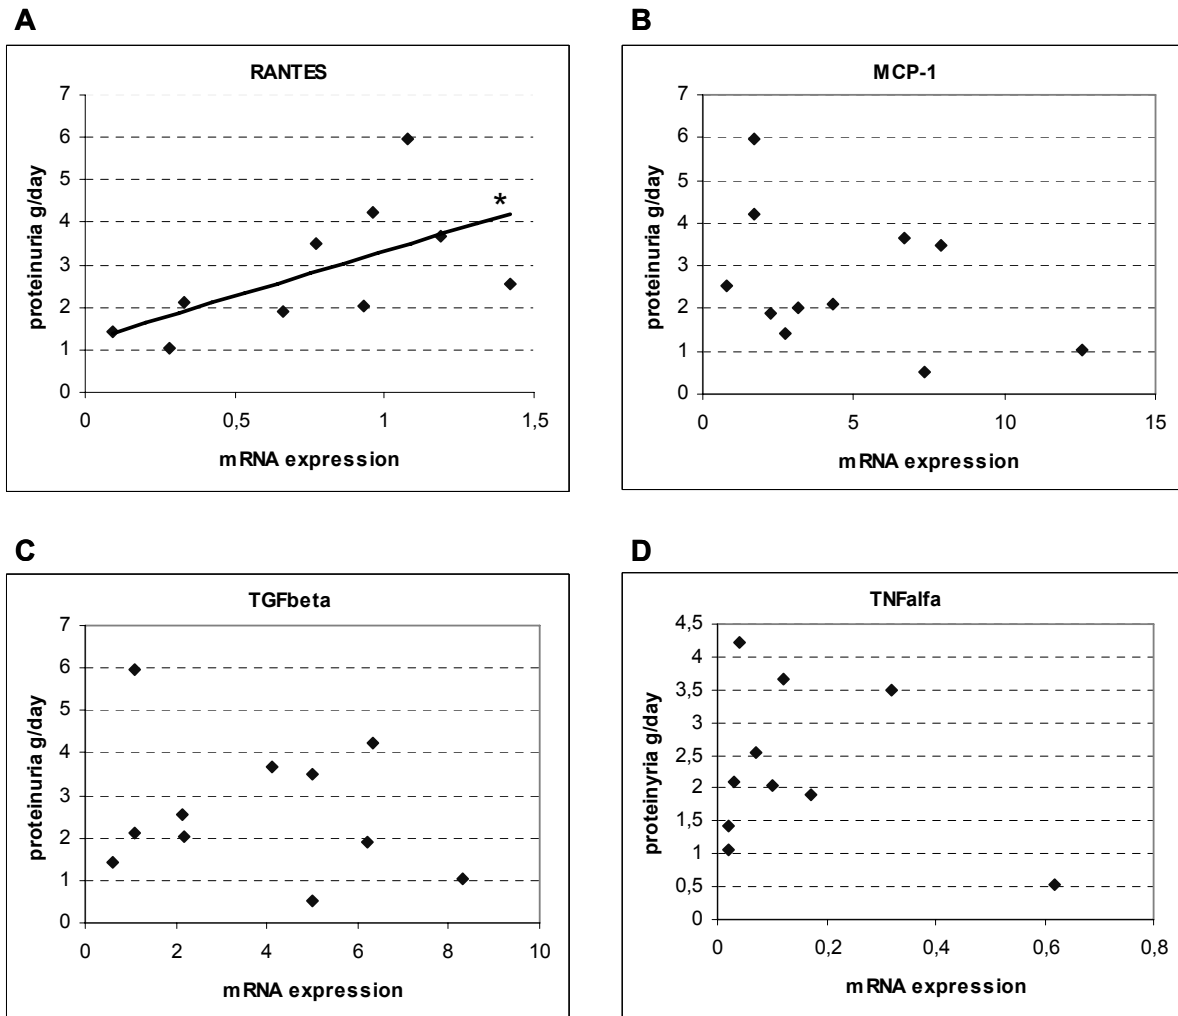 A
RANTES
7
6
5
4
3
2
1
0
proteinuria g/day
*
0 0,5 1 1,5
mRNA expression
B
MCP-1
7
6
5
4
3
2
1
0
proteinuria g/day
0 5 10 15
mRNA expression
C
TGFbeta
7
6
5
4
3
2
1
0
proteinuria g/day
0 2 4 6 8 10
mRNA expression
D
TNFalfa
4,5
4
3,5
3
2,5
2
1,5
1
0,5
0
proteinyria g/day
0 0,2 0,4 0,6 0,8
mRNA expression